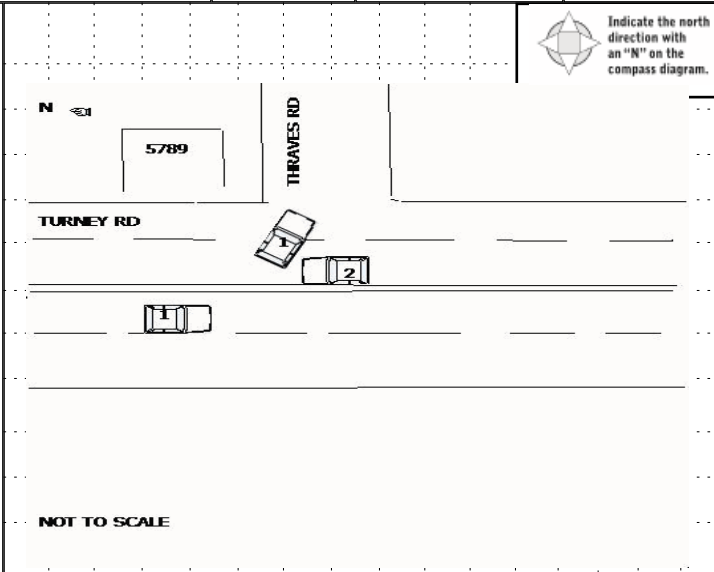 Indicate the north
direction with
an "N" on the
compass diagram.
N
5789
THRAVES RD
TURNEY RD
1
2
1
NOT TO SCALE